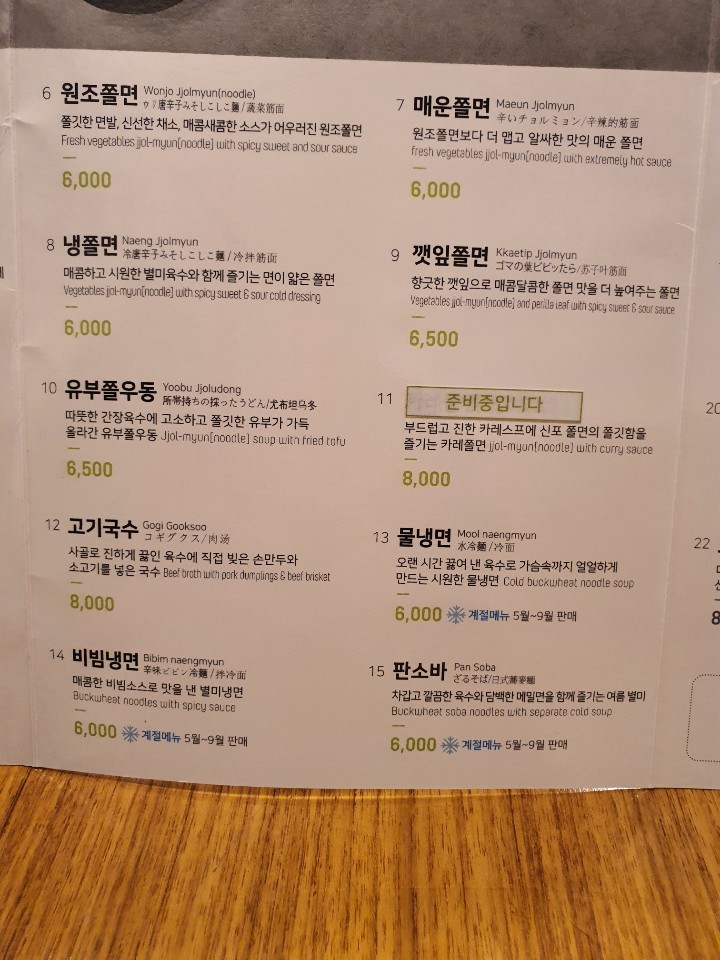 6 원조쫄면 Wonjo Jjolmyun(noodle)
蔬菜筋面
쫄깃한 면발, 신선한 채소, 매콤새콤한 소스가 어우러진 원조쫄면
Fresh vegetables jjol-myun[noodle] with spicy sweet and sour sauce
6,000
7 매운쫄면 Maeun Jjolmyun
辛いチョルミョン/辛辣的筋面
원조쫄면보다 더 맵고 알싸한 맛의 매운 쫄면
fresh vegetables jjol-myun[noodle] with extremely hot sauce
6,000
8 냉쫄면 Naeng Jjolmyun
冷唐辛子みそしこしこ麺/冷拌筋面
매콤하고 시원한 별미육수와 함께 즐기는 면이 얇은 쫄면
Vegetables jjol-myun[noodle] with spicy sweet & sour cold dressing
6,000
9 깻잎쫄면 Kkaetip Jjolmyun
ゴマの葉ビビッたら/苏子叶筋面
향긋한 깻잎으로 매콤달콤한 쫄면 맛을 더 높여주는 쫄면
Vegetables jjol-myun[noodle] and perilla leaf with spicy sweet & sour sauce
6,500
10 유부쫄우동 Yoobu Jjoludong
所帯持ちの採ったうどん/尤布坦乌冬
따뜻한 간장육수에 고소하고 쫄깃한 유부가 가득
올라간 유부쫄우동 Jjol-myun[noodle] soup with fried tofu
6,500
11 준비중입니다
부드럽고 진한 카레스프에 신포 쫄면의 쫄깃함을
즐기는 카레쫄면 jjol-myun[noodle] with curry sauce
8,000
12 고기국수 Gogi Gooksoo
コギグクス/肉汤
사골로 진하게 끓인 육수에 직접 빚은 손만두와
소고기를 넣은 국수 Beef broth with pork dumplings & beef brisket
8,000
13 물냉면 Mool naengmyun
水冷麺/冷面
오랜 시간 끓여 낸 육수로 가슴속까지 얼얼하게
만드는 시원한 물냉면 Cold buckwheat noodle soup
6,000 계절메뉴 5월~9월 판매
14 비빔냉면 Bibim naengmyun
辛味ビビン冷麺/拌冷面
매콤한 비빔소스로 맛을 낸 별미냉면
Buckwheat noodles with spicy sauce
6,000 계절메뉴 5월~9월 판매
15 판소바 Pan Soba
ざるそば/日式蕎麥麵
차갑고 깔끔한 육수와 담백한 메밀면을 함께 즐기는 여름 별미
Buckwheat soba noodles with separate cold soup
6,000 계절메뉴 5월~9월 판매
20
22